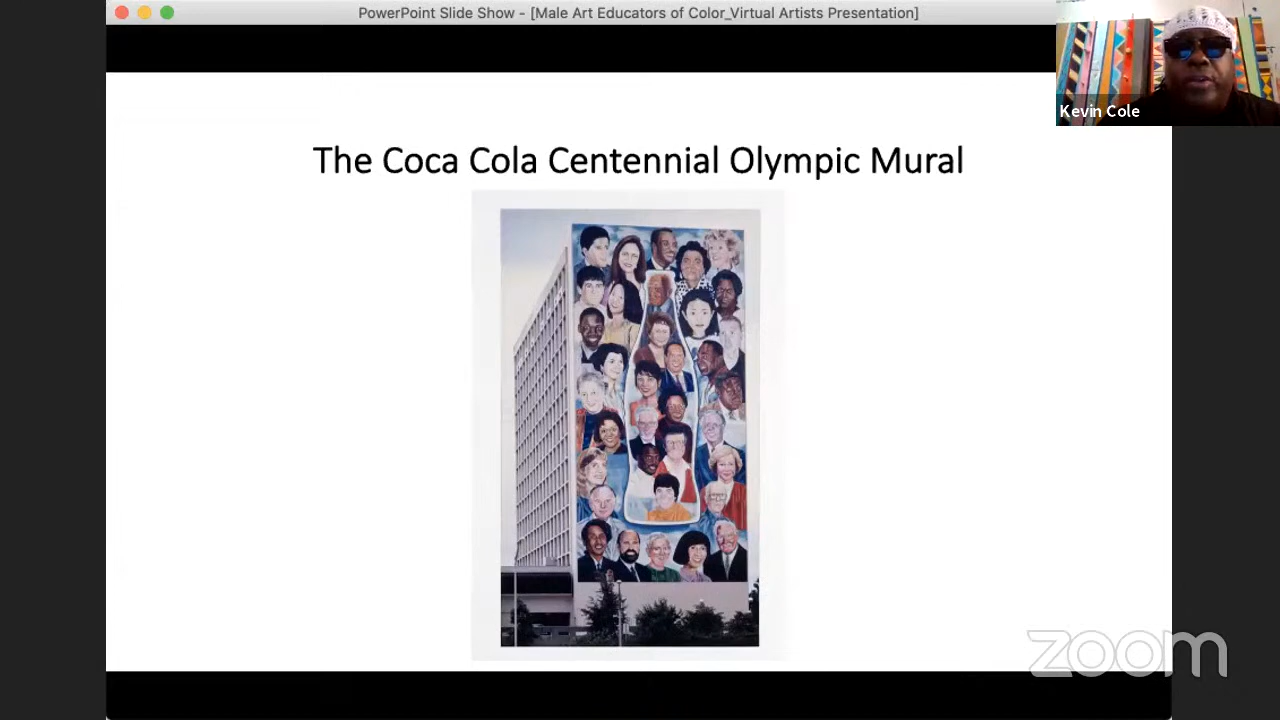 PowerPoint Slide Show - [Male Art Educators of Color_Virtual Artists Presentation]
Kevin Cole
The Coca Cola Centennial Olympic Mural
zoom